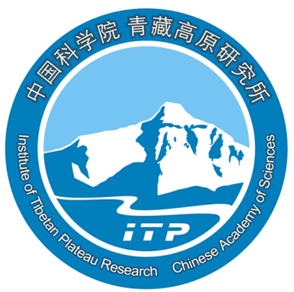 中国科学院 青藏高原研究所
Institute of Tibetan Plateau Research Chinese Academy of Sciences
iTP